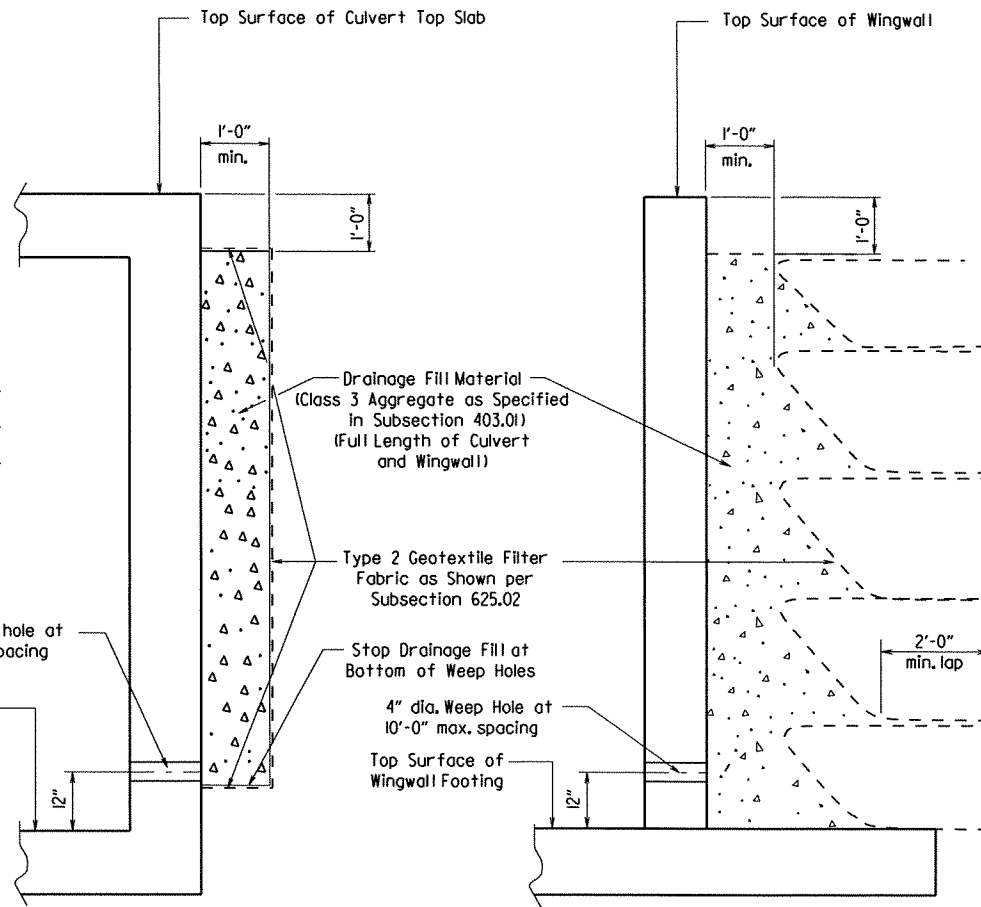 Top Surface of Culvert Top Slab
Top Surface of Wingwall
1'-0"
min.
1'-0"
1'-0"
min.
1'-0"
Drainage Fill Material
(Class 3 Aggregate as Specified
in Subsection 403.01)
(Full Length of Culvert
and Wingwall)
Type 2 Geotextile Filter
Fabric as Shown per
Subsection 625.02
hole at
pacing
Stop Drainage Fill at
Bottom of Weep Holes
2'-0"
min. lap
4" dia. Weep Hole at
10'-0" max. spacing
Top Surface of
Wingwall Footing
12"
12"